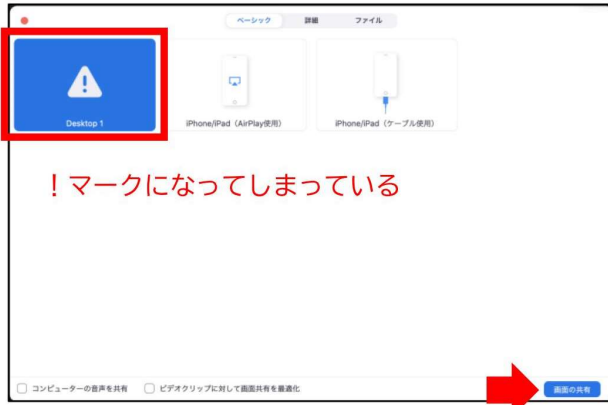 ベーシック 詳細 ファイル
Desktop 1 iPhone/iPad（AirPlay使用） iPhone/iPad（ケーブル使用）
！マークになってしまっている
コンピューターの音声を共有 ビデオクリップに対して画面共有を最適化 画面の共有